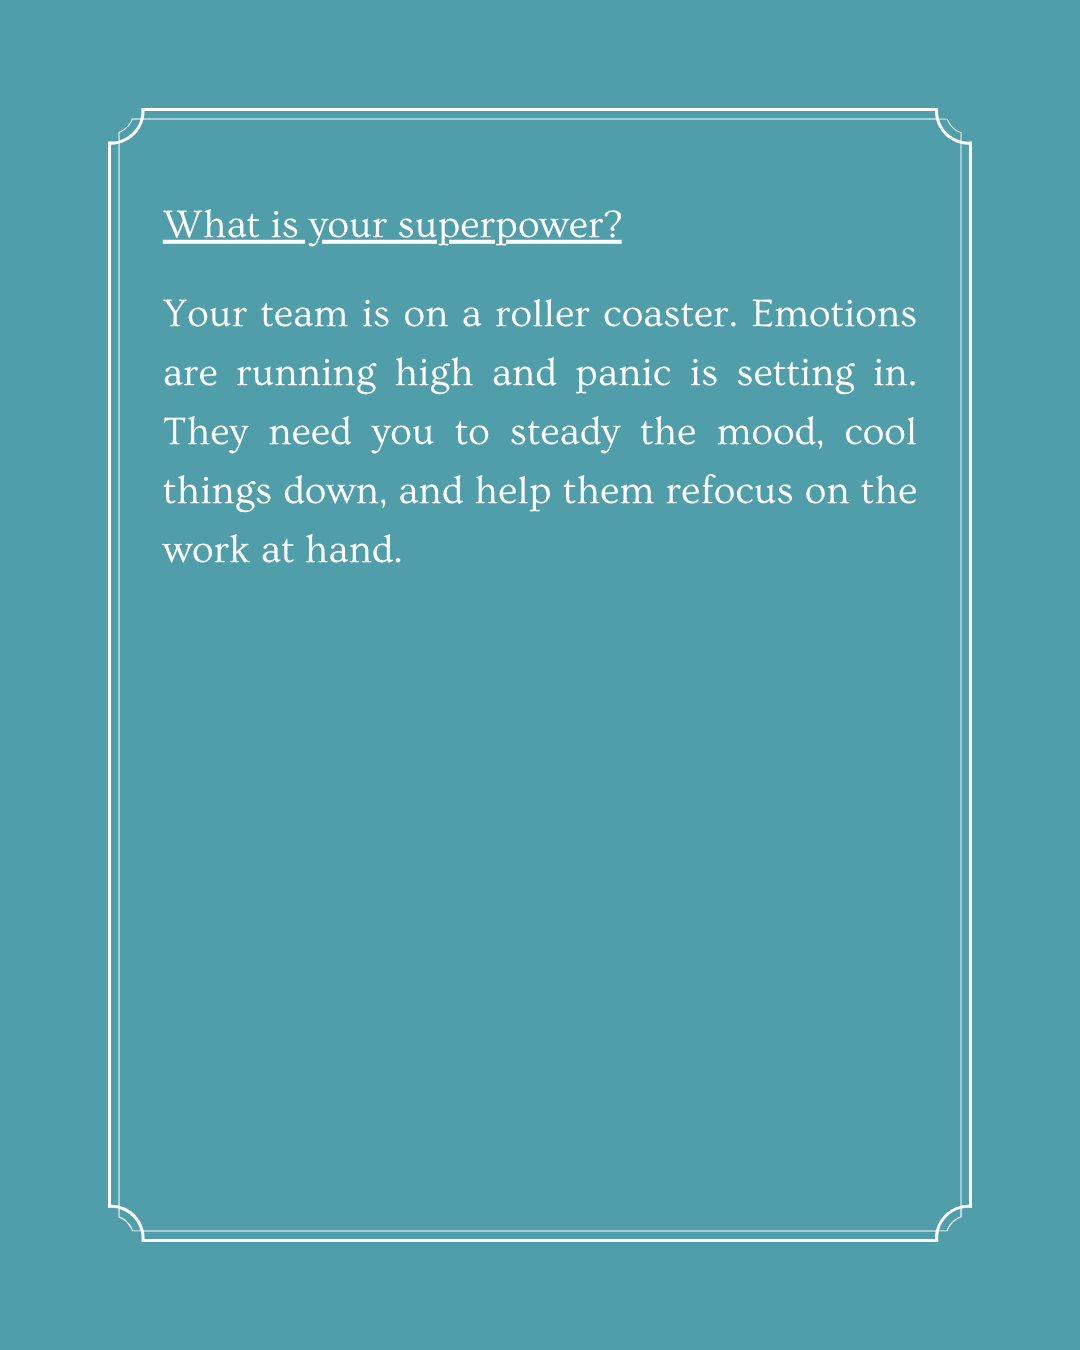 What is your superpower?
Your team is on a roller coaster. Emotions
are running high and panic is setting in.
They need you to steady the mood, cool
things down, and help them refocus on the
work at hand.